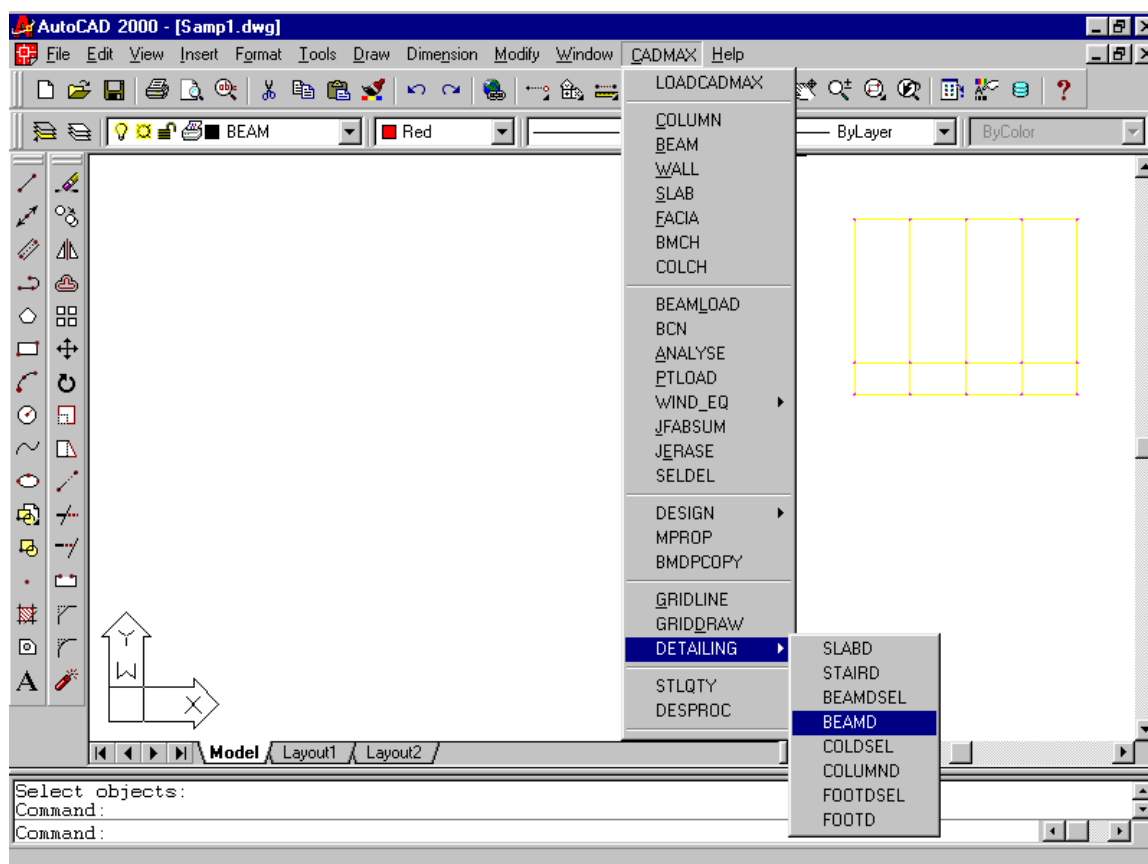 AutoCAD 2000 - [Samp1.dwg]
File Edit View Insert Format Tools Draw Dimension Modify Window CADMAX Help
BEAM Red ByLayer ByColor
LOADCADMAX
COLUMN
BEAM
WALL
SLAB
FACIA
BMCH
COLCH
BEAMLOAD
BCN
ANALYSE
PTLOAD
WIND_EQ
JFABSUM
JERASE
SELDEL
DESIGN
MPROP
BMDPCOPY
GRIDLINE
GRIDDRAW
DETAILING
STLQTY
DESPROC
SLABD
STAIRD
BEAMDSEL
BEAMD
COLDSEL
COLUMND
FOOTDSEL
FOOTD
A
Y
W
X
Model Layout1 Layout2
Select objects:
Command:
Command: